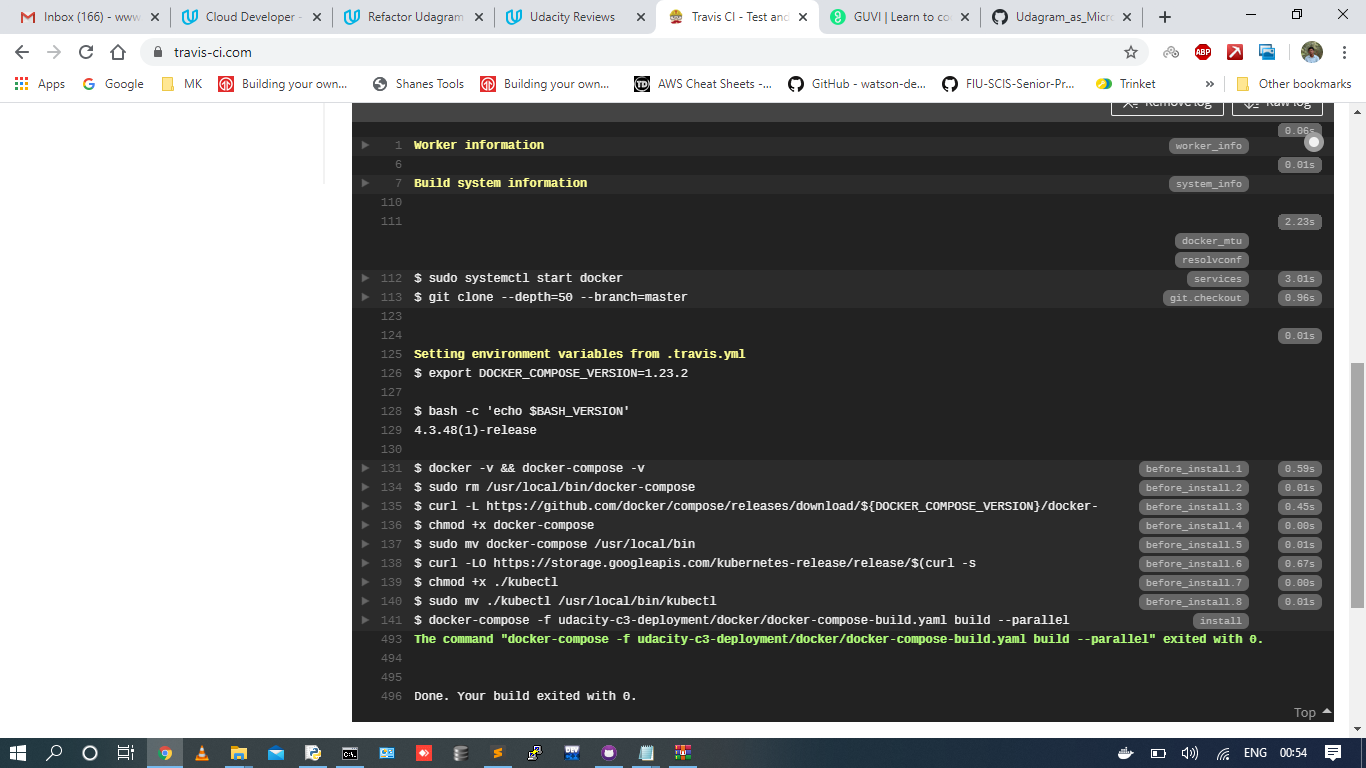 Inbox (166) - www
Cloud Developer -
Refactor Udagram
Udacity Reviews
Travis CI - Test and
GUVI | Learn to co
Udagram_as_Micro
travis-ci.com
ABP
Apps
Google
MK
Building your own...
Shanes Tools
Building your own...
AWS Cheat Sheets -...
GitHub - watson-de...
FIU-SCIS-Senior-Pr...
Trinket
»
Other bookmarks
Remove log
Raw log
0.06s
1 Worker information worker_info
6 0.01s
7 Build system information system_info
110
111 2.23s
docker_mtu
resolvconf
112 $ sudo systemctl start docker services 3.01s
113 $ git clone --depth=50 --branch=master git.checkout 0.96s
123
124 0.01s
125 Setting environment variables from .travis.yml
126 $ export DOCKER_COMPOSE_VERSION=1.23.2
127
128 $ bash -c 'echo $BASH_VERSION'
129 4.3.48(1)-release
130
131 $ docker -v && docker-compose -v before_install.1 0.59s
134 $ sudo rm /usr/local/bin/docker-compose before_install.2 0.01s
135 $ curl -L https://github.com/docker/compose/releases/download/${DOCKER_COMPOSE_VERSION}/docker- before_install.3 0.45s
136 $ chmod +x docker-compose before_install.4 0.00s
137 $ sudo mv docker-compose /usr/local/bin before_install.5 0.01s
138 $ curl -LO https://storage.googleapis.com/kubernetes-release/release/$(curl -s before_install.6 0.67s
139 $ chmod +x ./kubectl before_install.7 0.00s
140 $ sudo mv ./kubectl /usr/local/bin/kubectl before_install.8 0.01s
141 $ docker-compose -f udacity-c3-deployment/docker/docker-compose-build.yaml build --parallel install
493 The command "docker-compose -f udacity-c3-deployment/docker/docker-compose-build.yaml build --parallel" exited with 0.
494
495
496 Done. Your build exited with 0.
Top
ENG 00:54